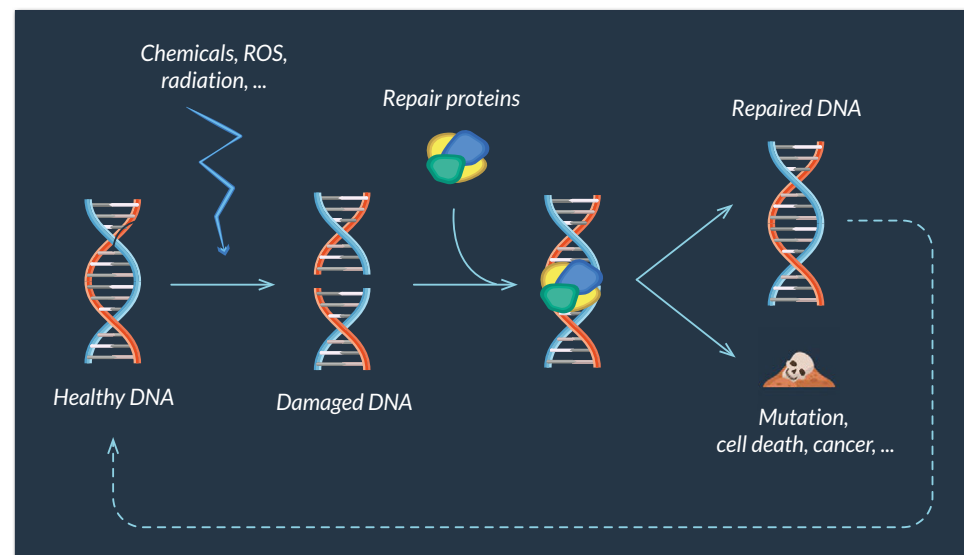 Chemicals, ROS,
radiation, ...
Repair proteins
Repaired DNA
Healthy DNA
Damaged DNA
Mutation,
cell death, cancer, ...